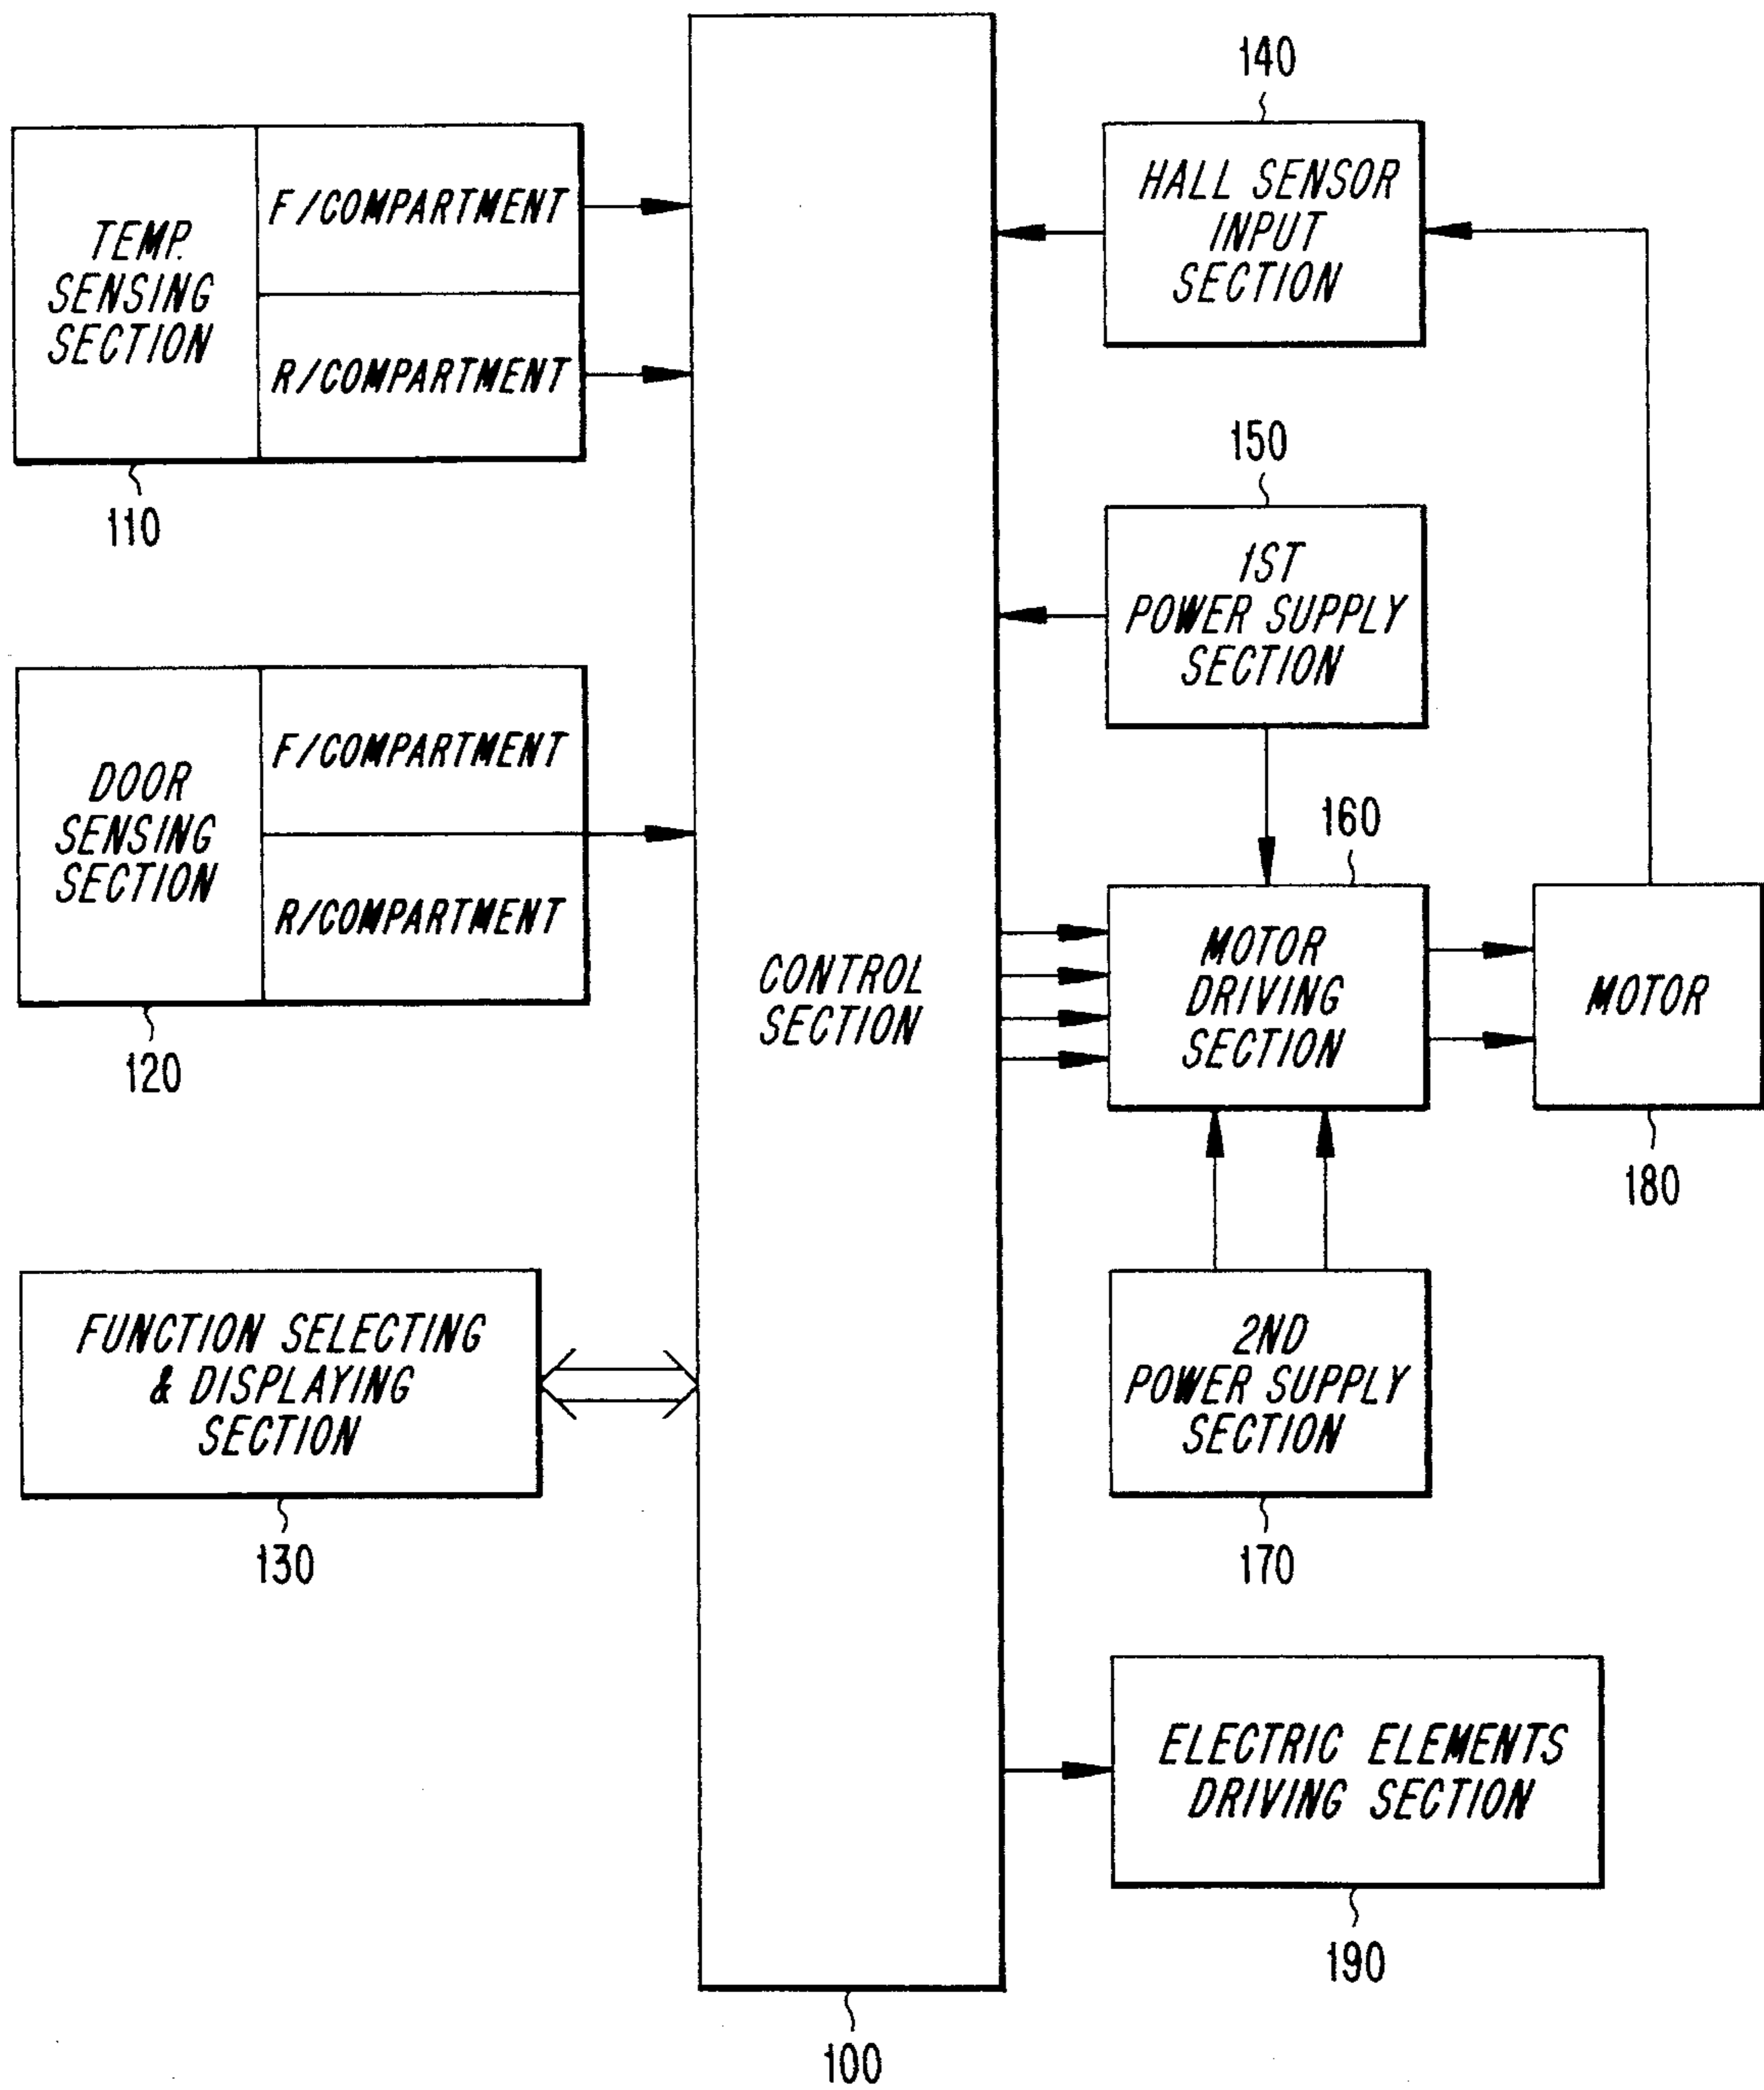 TEMP.
SENSING
SECTION
F/COMPARTMENT
R/COMPARTMENT
110
DOOR
SENSING
SECTION
F/COMPARTMENT
R/COMPARTMENT
120
FUNCTION SELECTING
& DISPLAYING
SECTION
130
CONTROL
SECTION
100
140
HALL SENSOR
INPUT
SECTION
150
1ST
POWER SUPPLY
SECTION
160
MOTOR
DRIVING
SECTION
MOTOR
180
2ND
POWER SUPPLY
SECTION
170
ELECTRIC ELEMENTS
DRIVING SECTION
190